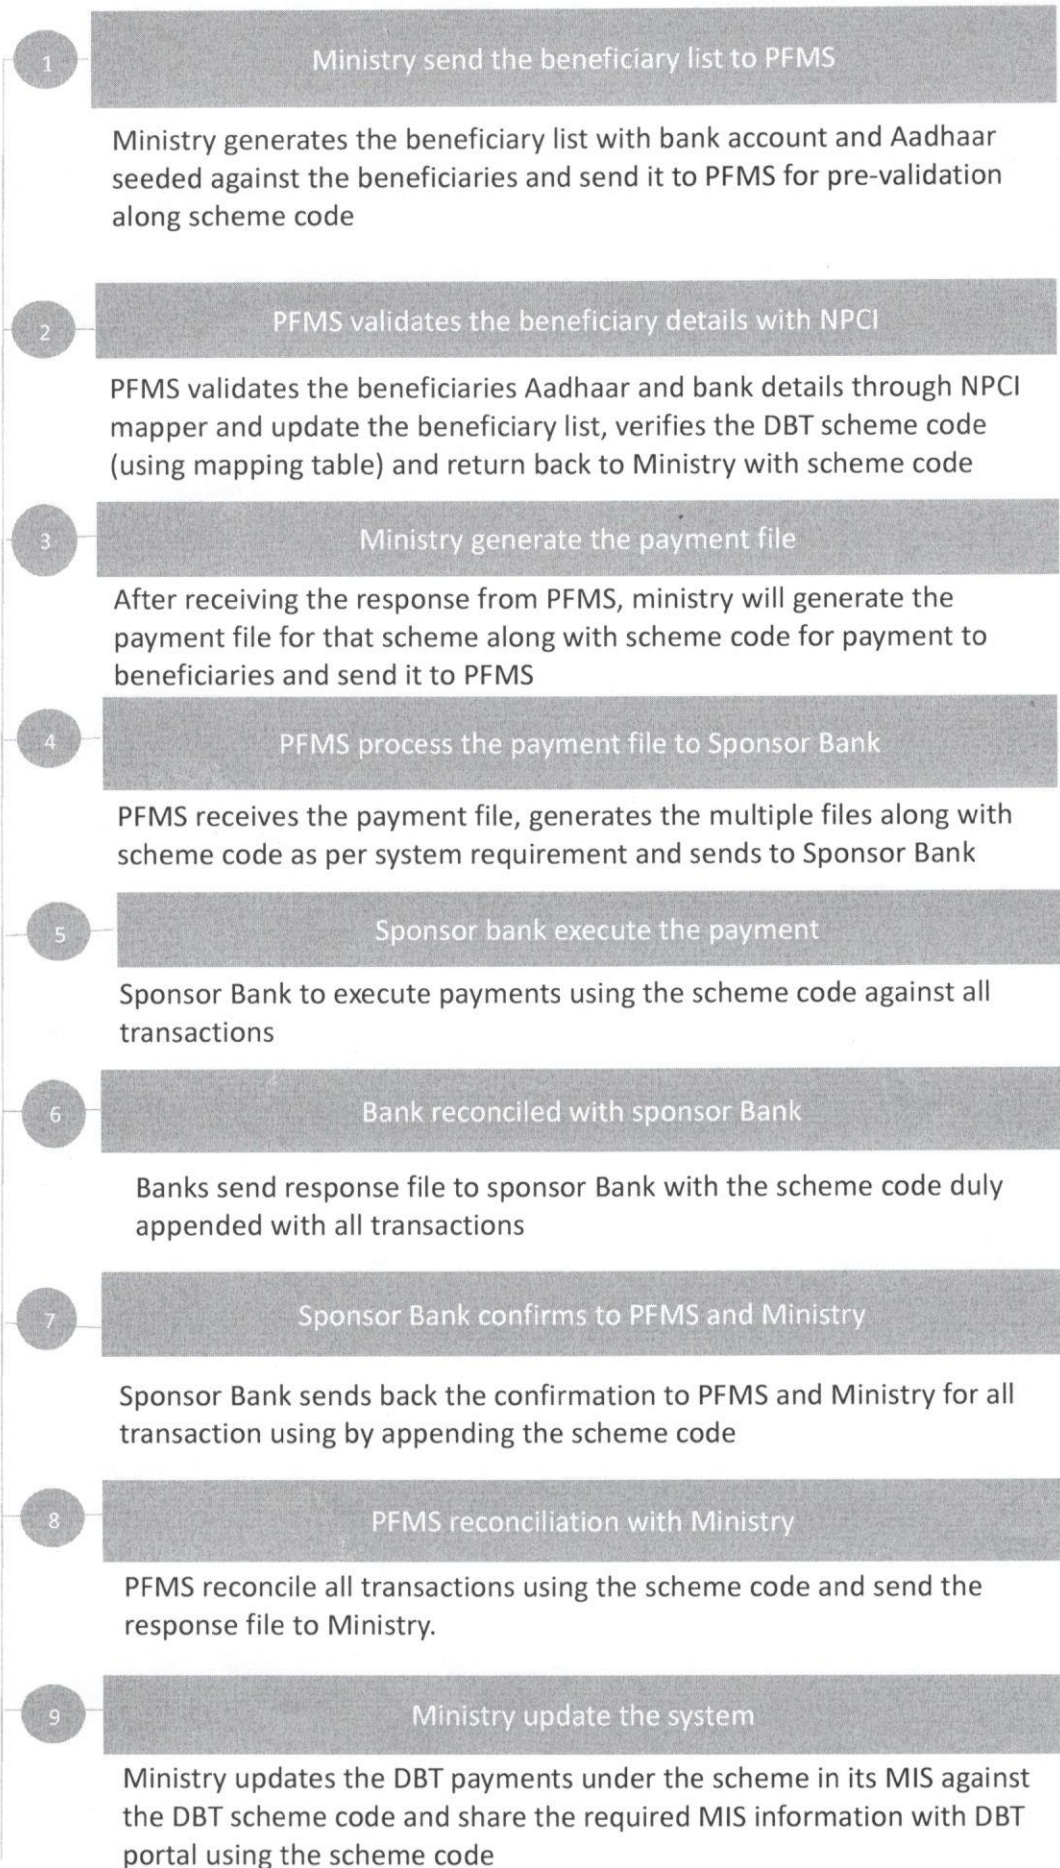 1
Ministry send the beneficiary list to PFMS
Ministry generates the beneficiary list with bank account and Aadhaar
seeded against the beneficiaries and send it to PFMS for pre-validation
along scheme code
2
PFMS validates the beneficiary details with NPCI
PFMS validates the beneficiaries Aadhaar and bank details through NPCI
mapper and update the beneficiary list, verifies the DBT scheme code
(using mapping table) and return back to Ministry with scheme code
3
Ministry generate the payment file
After receiving the response from PFMS, ministry will generate the
payment file for that scheme along with scheme code for payment to
beneficiaries and send it to PFMS
4
PFMS process the payment file to Sponsor Bank
PFMS receives the payment file, generates the multiple files along with
scheme code as per system requirement and sends to Sponsor Bank
5
Sponsor bank execute the payment
Sponsor Bank to execute payments using the scheme code against all
transactions
6
Bank reconciled with sponsor Bank
Banks send response file to sponsor Bank with the scheme code duly
appended with all transactions
7
Sponsor Bank confirms to PFMS and Ministry
Sponsor Bank sends back the confirmation to PFMS and Ministry for all
transaction using by appending the scheme code
8
PFMS reconciliation with Ministry
PFMS reconcile all transactions using the scheme code and send the
response file to Ministry.
9
Ministry update the system
Ministry updates the DBT payments under the scheme in its MIS against
the DBT scheme code and share the required MIS information with DBT
portal using the scheme code